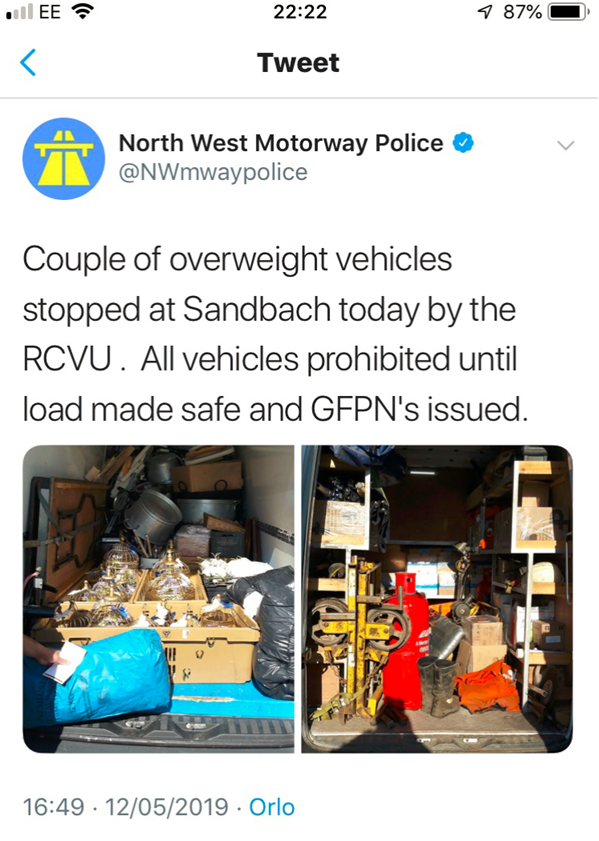 EE 22:22 87%
Tweet
North West Motorway Police
@NWmwaypolice
Couple of overweight vehicles
stopped at Sandbach today by the
RCVU . All vehicles prohibited until
load made safe and GFPN's issued.
16:49 · 12/05/2019 · Orlo